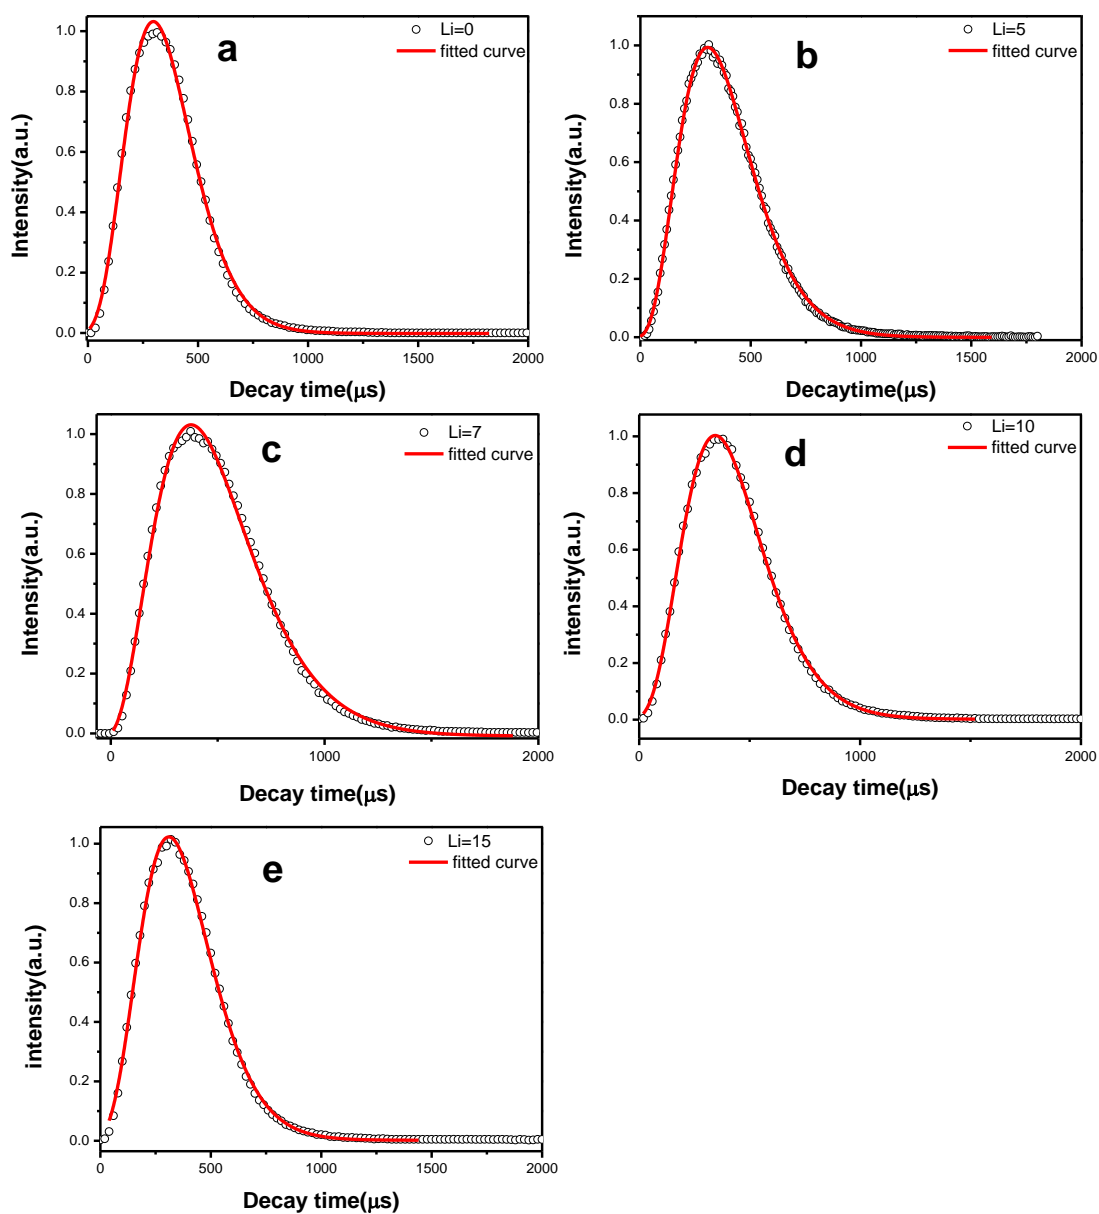 a
Li=0
fitted curve
1.0
0.8
0.6
0.4
0.2
0.0
0
500
1000
1500
2000
Intensity(a.u.)
Decay time(μs)
b
Li=5
fitted curve
1.0
0.8
0.6
0.4
0.2
0.0
0
500
1000
1500
2000
Intensity(a.u.)
Decaytime(μs)
c
Li=7
fitted curve
1.0
0.8
0.6
0.4
0.2
0.0
0
1000
2000
Intensity(a.u.)
Decay time(μs)
d
Li=10
fitted curve
1.0
0.8
0.6
0.4
0.2
0.0
0
1000
2000
intensity(a.u.)
Decay time(μs)
e
Li=15
fitted curve
1.0
0.8
0.6
0.4
0.2
0.0
0
500
1000
1500
2000
intensity(a.u.)
Decay time(μs)